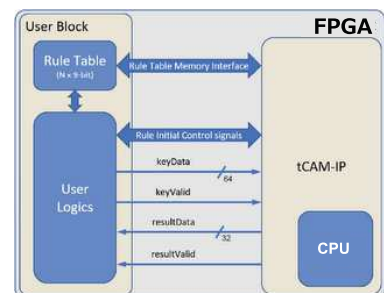 User Block
FPGA
Rule Table
(N x 9-bit)
Rule Table Memory Interface
Rule Initial Control signals
keyData
64
tCAM-IP
User
Logics
keyValid
resultData
32
CPU
resultValid